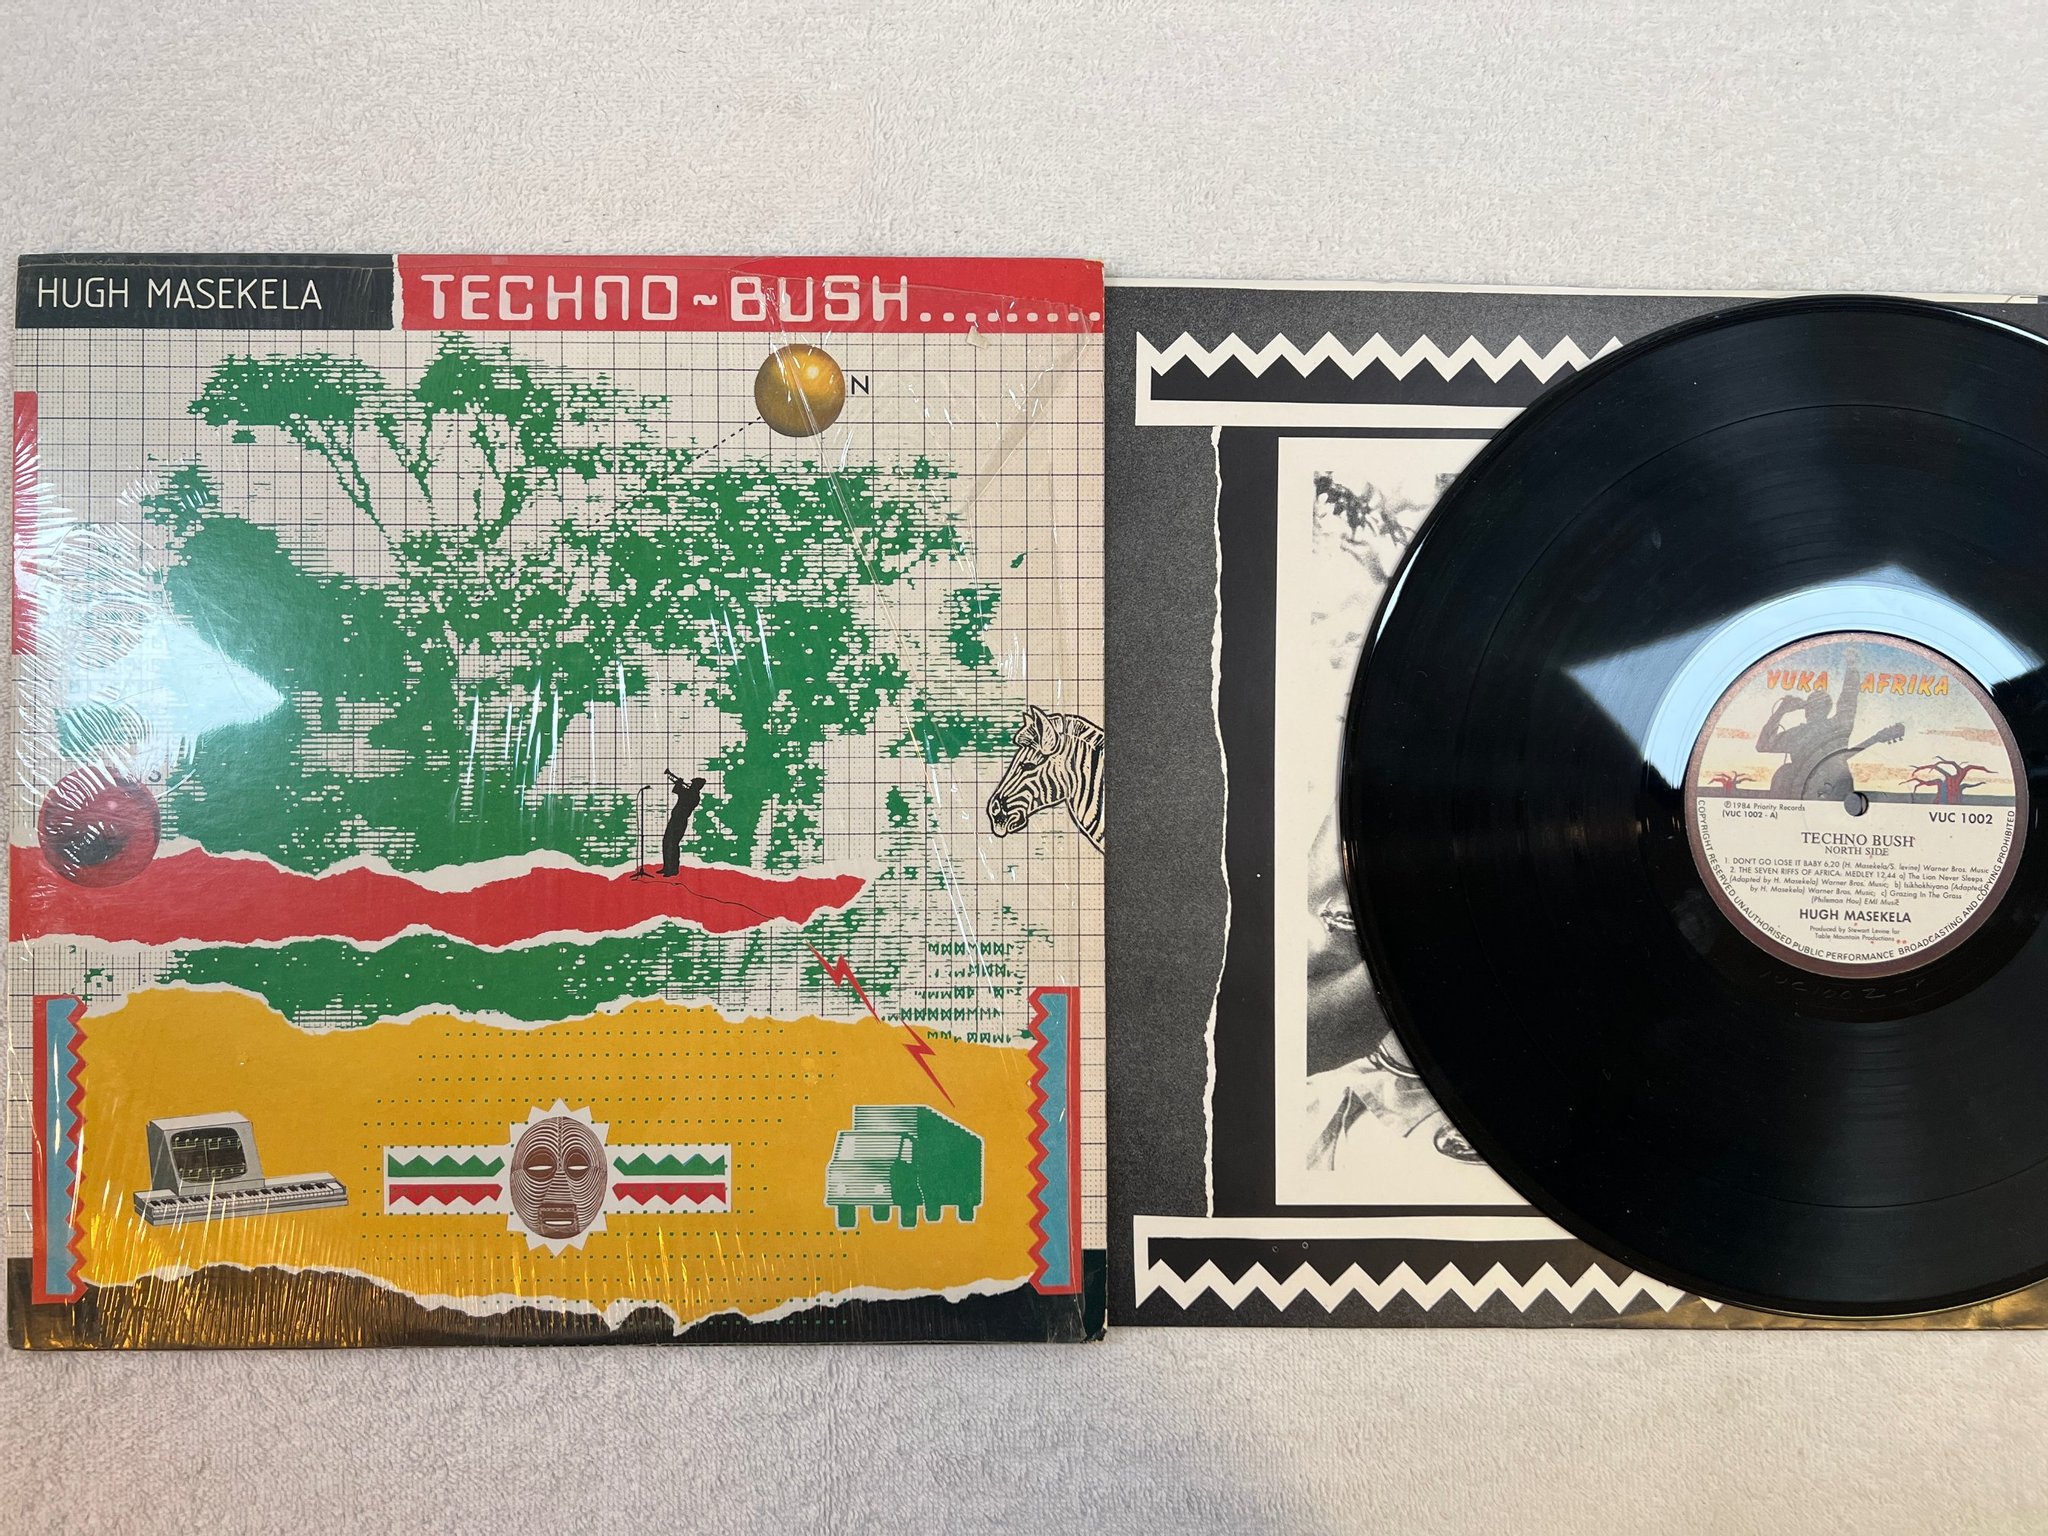 HUGH MASEKELA
TECHNO~BUSH.........
N
S
VUKA AFRIKA
℗1984 Priority Records
(VUC 1002 - A)
VUC 1002
TECHNO BUSH
NORTH SIDE
1. DON'T GO LOSE IT BABY 6,20 (H. Masekela/S. levine) Warner Bros. Music
2. THE SEVEN RIFFS OF AFRICA. MEDLEY 12,44 a) The Lion Never Sleeps
(Adapted by H. Masekela) Warner Bros. Music; b) Isikhokhiyana (Adapted
by H. Masekela) Warner Bros. Music; c) Grazing In The Grass
(Philemon Hou) EMI Music
HUGH MASEKELA
Produced by Stewart Levine for
Table Mountain Productions
COPYRIGHT RESERVED UNAUTHORISED PUBLIC PERFORMANCE BROADCASTING AND COPYING PROHIBITED